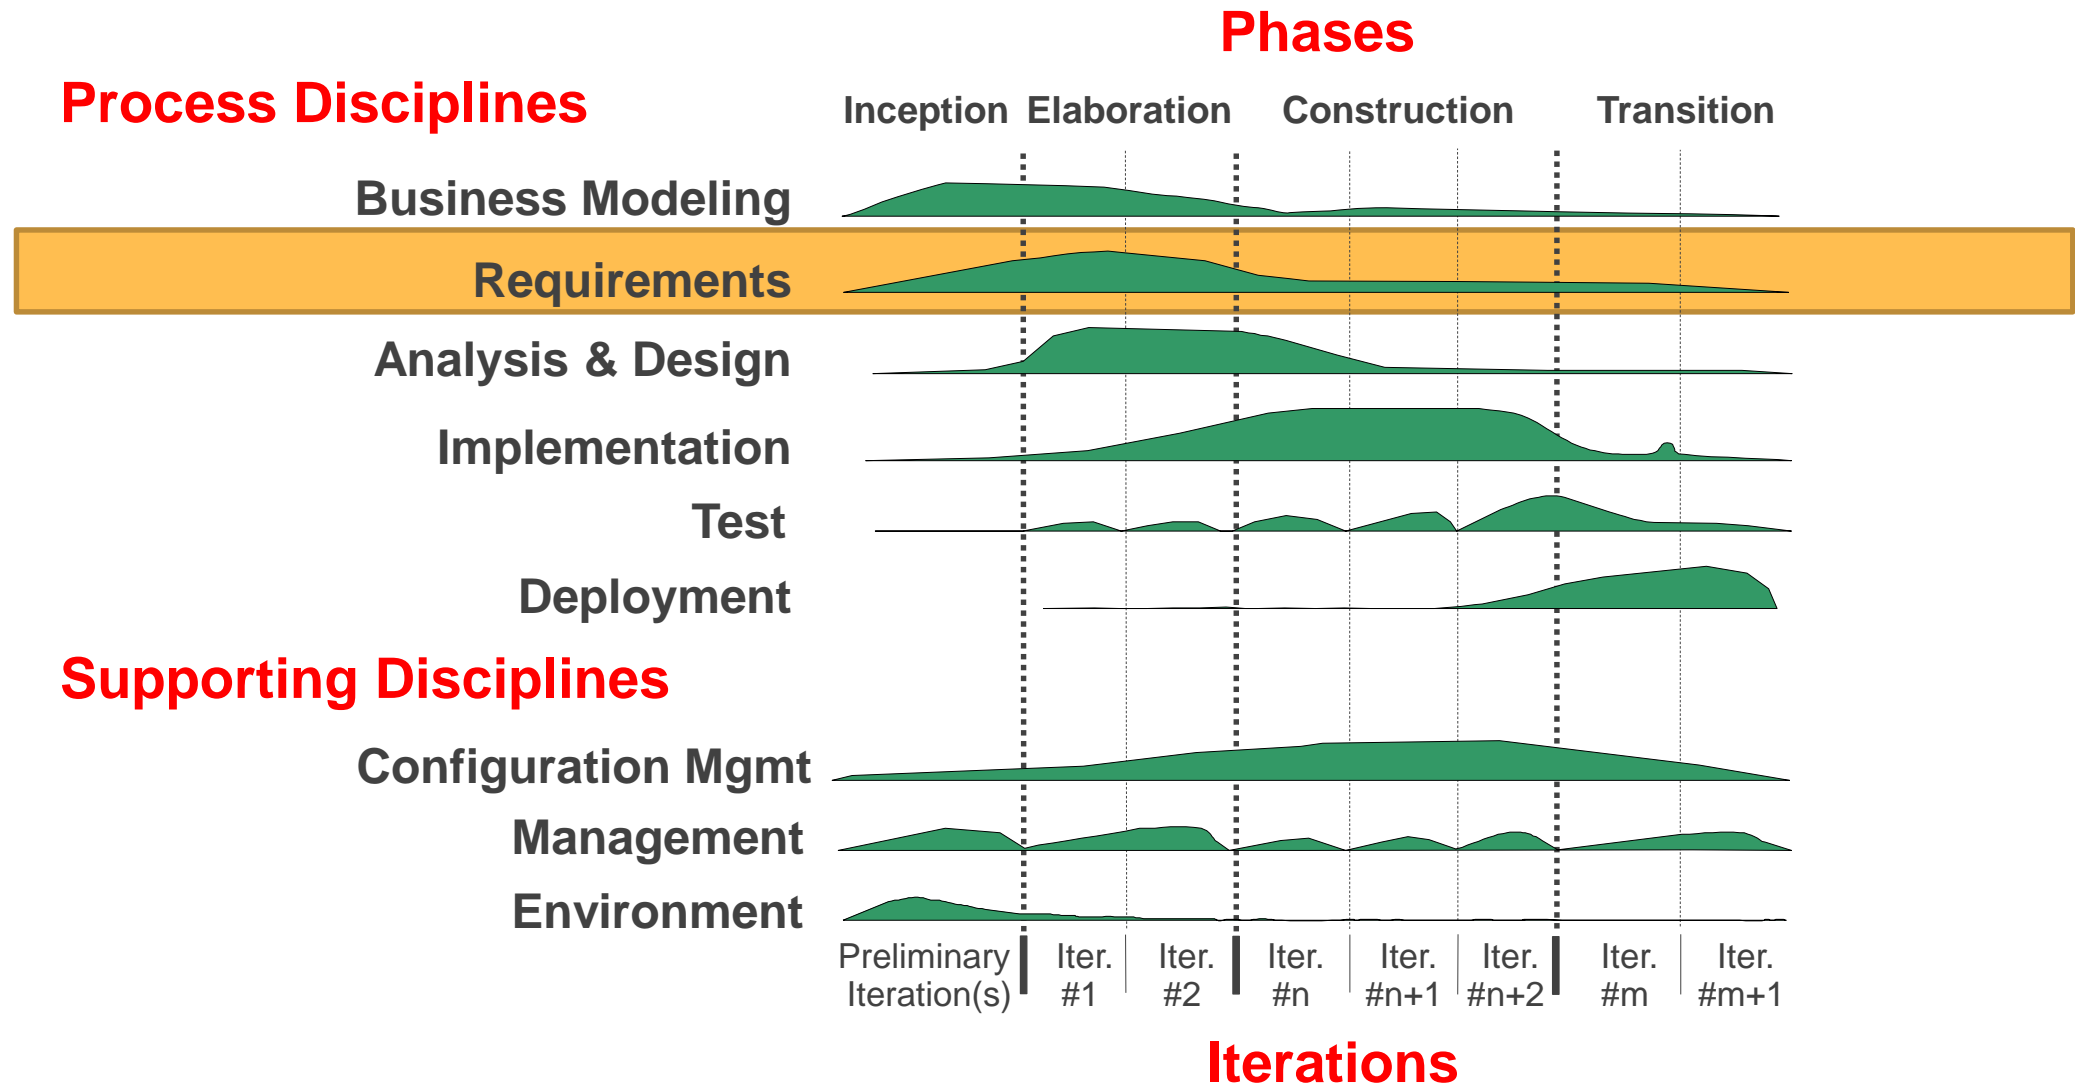 Phases
Process Disciplines
Inception Elaboration Construction Transition
Business Modeling
Requirements
Analysis & Design
Implementation
Test
Deployment
Supporting Disciplines
Configuration Mgmt
Management
Environment
Preliminary Iter. Iter. Iter. Iter. Iter. Iter. Iter.
Iteration(s) #1 #2 #n #n+1 #n+2 #m #m+1
Iterations